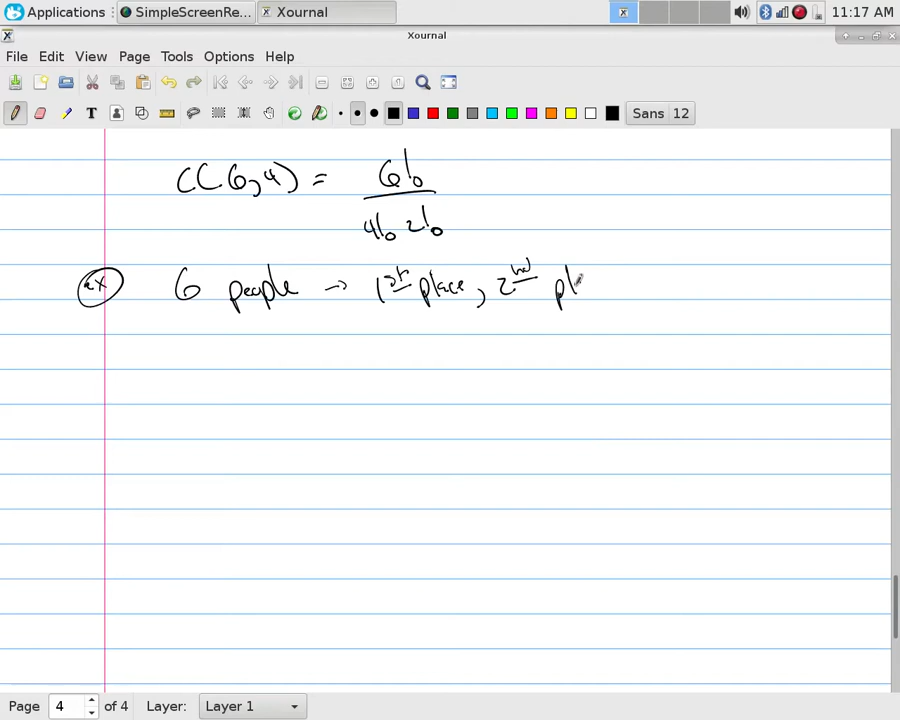 Applications SimpleScreenRe... Xournal 11:17 AM
Xournal
File Edit View Page Tools Options Help
T Sans 12
C(6,4) = 6!
4! 2!
ex 6 people → 1st place, 2nd pl
Page 4 of 4 Layer: Layer 1